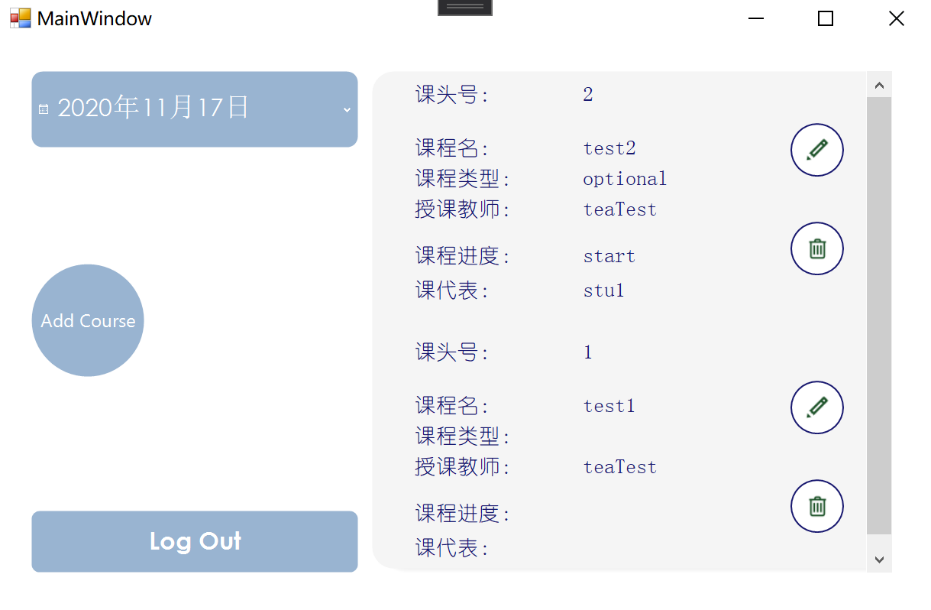 MainWindow
2020年11月17日
Add Course
Log Out
课头号: 2
课程名: test2
课程类型: optional
授课教师: teaTest
课程进度: start
课代表: stu1
课头号: 1
课程名: test1
课程类型:
授课教师: teaTest
课程进度:
课代表: